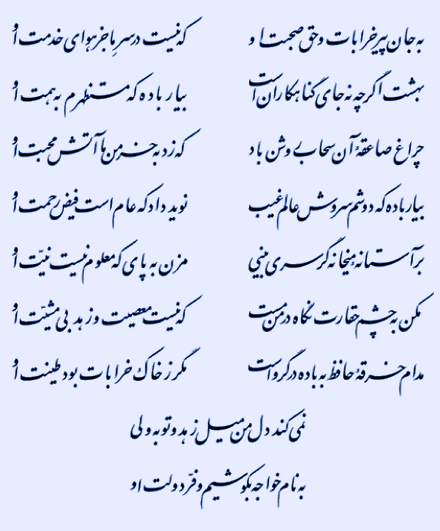 به جان پیر خرابات و حق صحبت او که نیست در سر ما جز هوای خدمت او
بهشت اگر چه نه جای گناهکاران است بیار باده که مستظهرم به همت او
چراغ صاعقهٔ آن سحاب روشن باد که زد به خرمن ما آتش محبت او
بیار باده که دوشم سروش عالم غیب نوید داد که عام است فیض رحمت او
بر آستانهٔ میخانه گر سری بینی مزن به پای که معلوم نیست نیّت او
مکن به چشم حقارت نگاه در من مست که نیست معصیت و زهد بی مشیّت او
مدام خرقهٔ حافظ به باده در گرو است مگر ز خاک خرابات بود طینت او
نمی کند دل من میل زهد و توبه ولی
به نام خواجه بکوشیم و فرّ دولت او